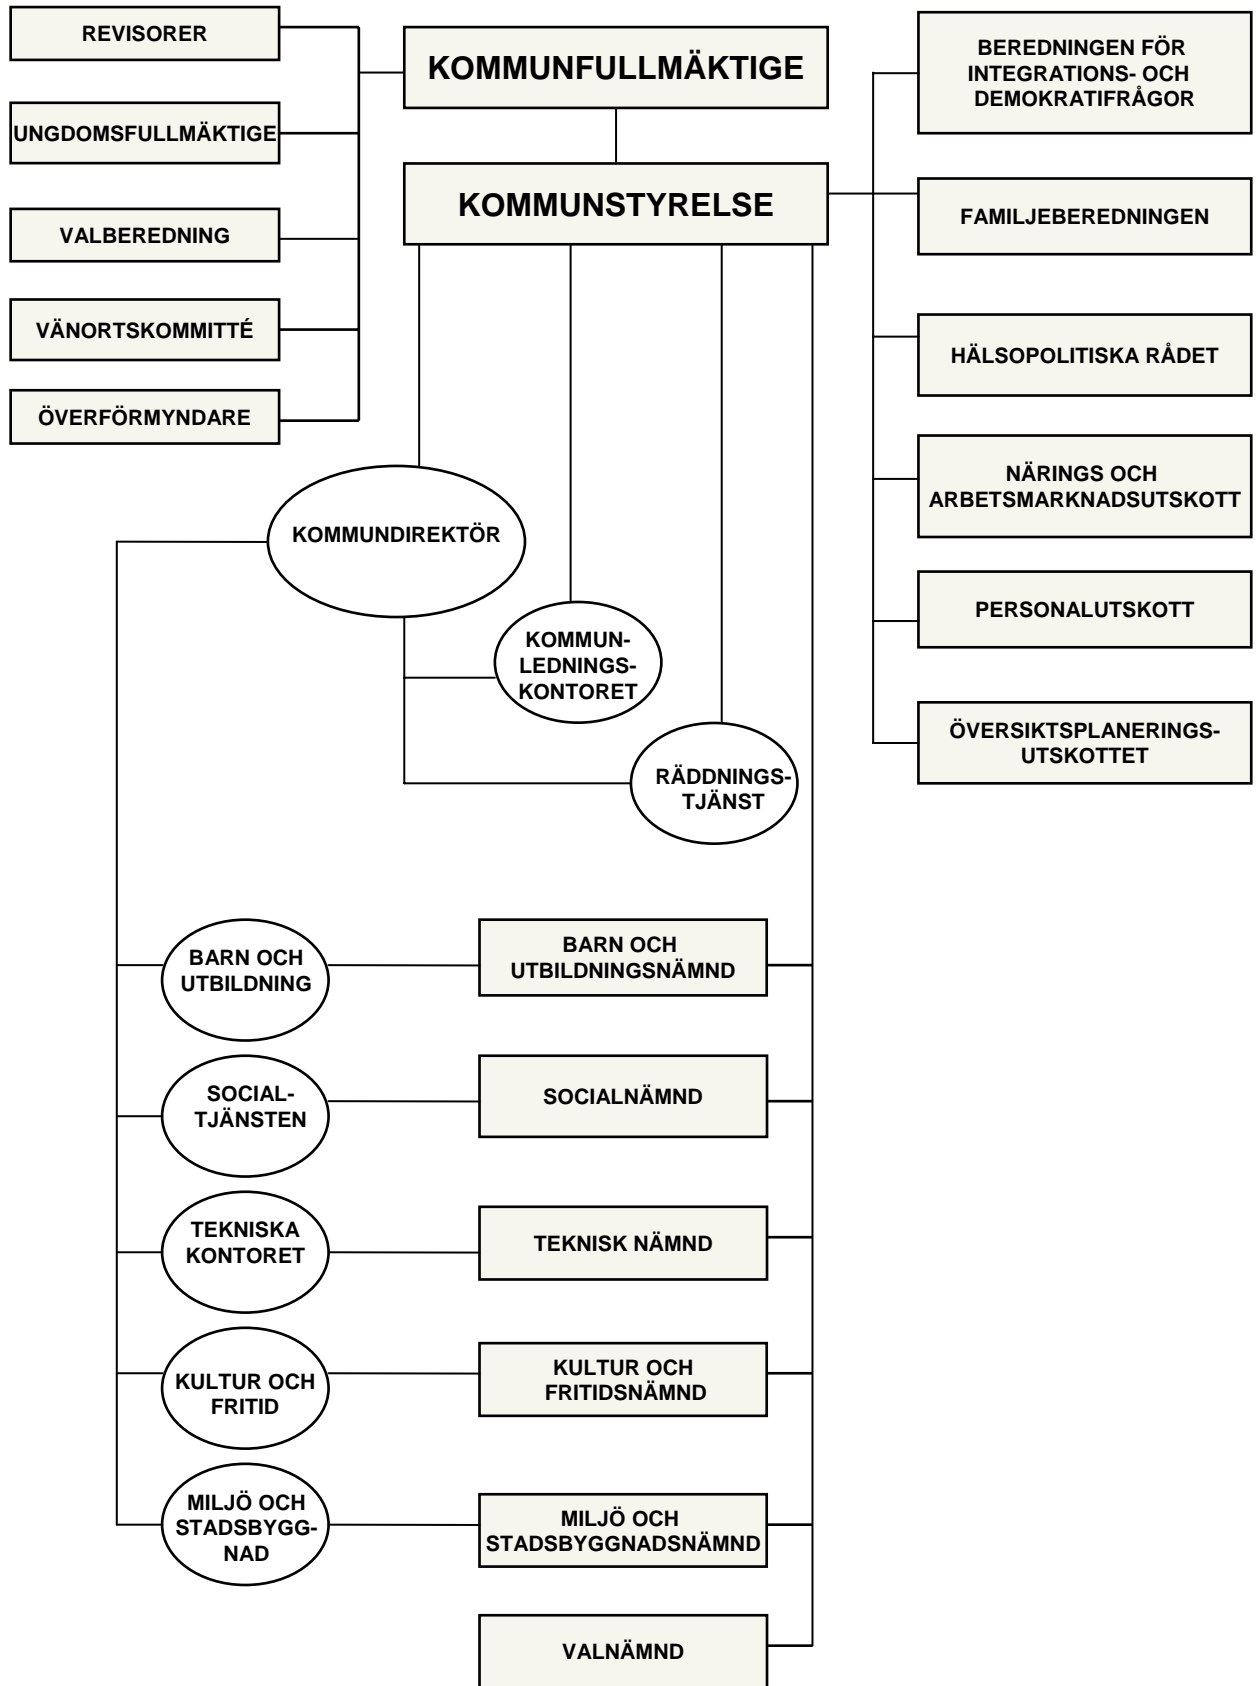 REVISORER
UNGDOMSFULLMÄKTIGE
VALBEREDNING
VÄNORTSKOMMITTÉ
ÖVERFÖRMYNDARE
KOMMUNFULLMÄKTIGE
KOMMUNSTYRELSE
BEREDNINGEN FÖR
INTEGRATIONS- OCH
DEMOKRATIFRÅGOR
FAMILJEBEREDNINGEN
HÄLSOPOLITISKA RÅDET
NÄRINGS OCH
ARBETSMARKNADSUTSKOTT
PERSONALUTSKOTT
ÖVERSIKTSPLANERINGS-
UTSKOTTET
KOMMUNDIREKTÖR
KOMMUN-
LEDNINGS-
KONTORET
RÄDDNINGS-
TJÄNST
BARN OCH
UTBILDNING
BARN OCH
UTBILDNINGSNÄMND
SOCIAL-
TJÄNSTEN
SOCIALNÄMND
TEKNISKA
KONTORET
TEKNISK NÄMND
KULTUR OCH
FRITID
KULTUR OCH
FRITIDSNÄMND
MILJÖ OCH
STADSBYGG-
NAD
MILJÖ OCH
STADSBYGGNADSNÄMND
VALNÄMND